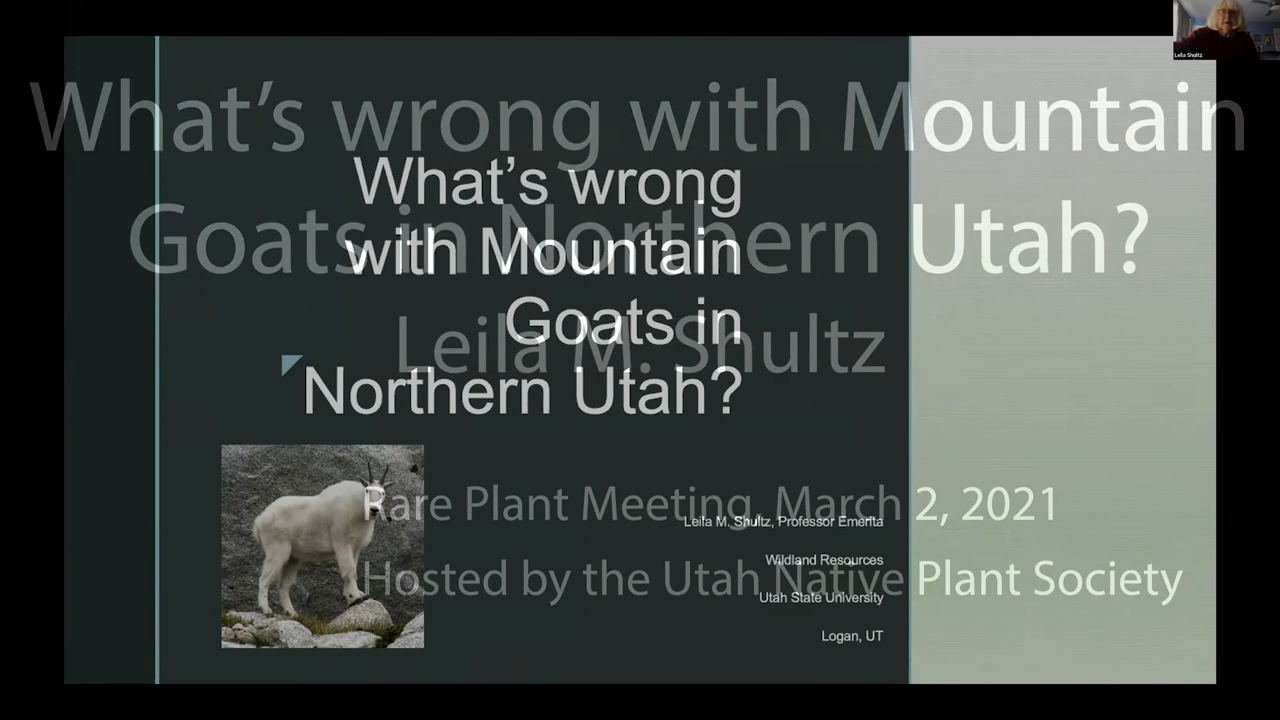 Leila Shultz
What's wrong with Mountain
Goats in Northern Utah?
Leila M. Shultz
Rare Plant Meeting, March 2, 2021
Hosted by the Utah Native Plant Society
What's wrong
with Mountain
Goats in
Northern Utah?
Leila M. Shultz, Professor Emerita
Wildland Resources
Utah State University
Logan, UT